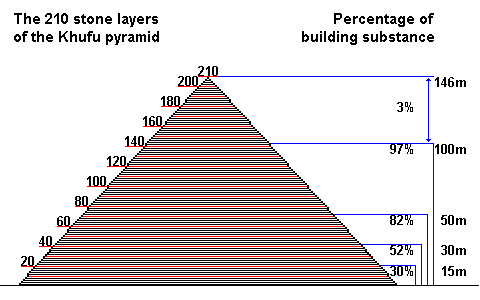 The 210 stone layers
of the Khufu pyramid
Percentage of
building substance
210
200
180
160
140
120
100
80
60
40
20
146m
3%
97%
100m
82%
50m
52%
30m
30%
15m